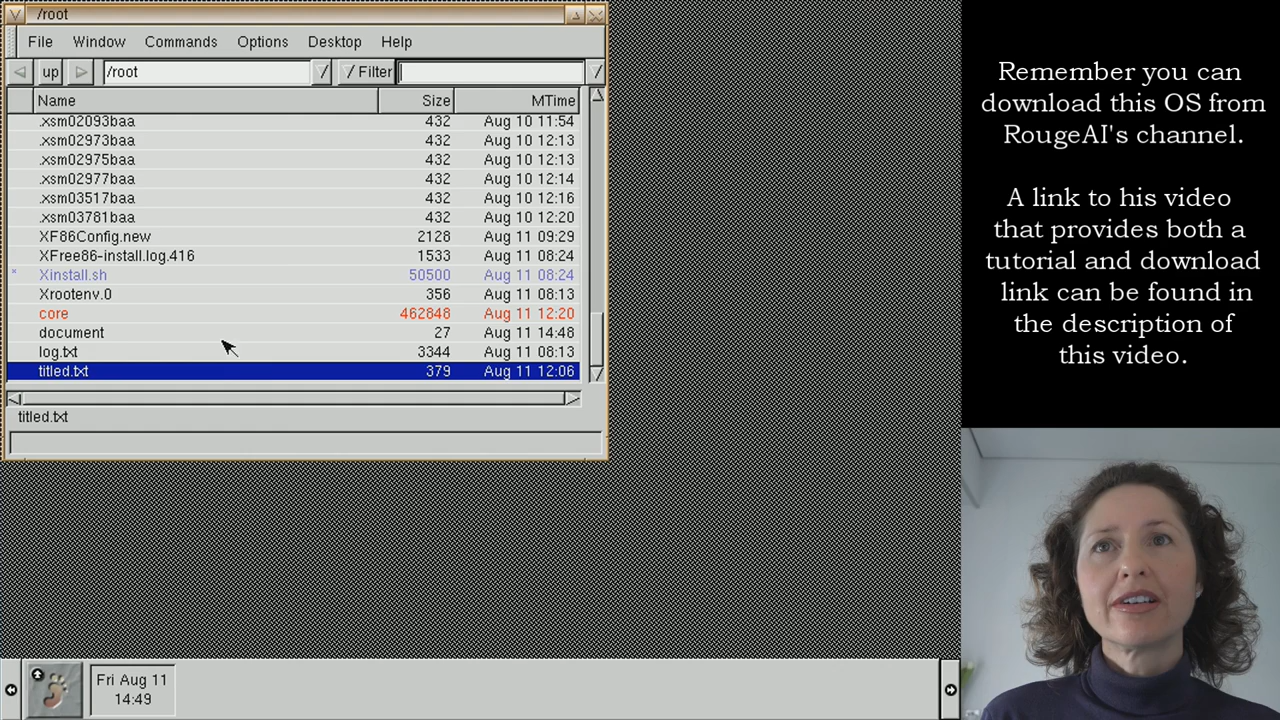 /root
File Window Commands Options Desktop Help
up /root Filter
Name Size MTime
.xsm02093baa 432 Aug 10 11:54
.xsm02973baa 432 Aug 10 12:13
.xsm02975baa 432 Aug 10 12:13
.xsm02977baa 432 Aug 10 12:14
.xsm03517baa 432 Aug 10 12:16
.xsm03781baa 432 Aug 10 12:20
XF86Config.new 2128 Aug 11 09:29
XFree86-install.log.416 1533 Aug 11 08:24
* Xinstall.sh 50500 Aug 11 08:24
Xrootenv.0 356 Aug 11 08:13
core 462848 Aug 11 12:20
document 27 Aug 11 14:48
log.txt 3344 Aug 11 08:13
titled.txt 379 Aug 11 12:06
titled.txt
Fri Aug 11
14:49
Remember you can
download this OS from
RougeAI's channel.
A link to his video
that provides both a
tutorial and download
link can be found in
the description of
this video.